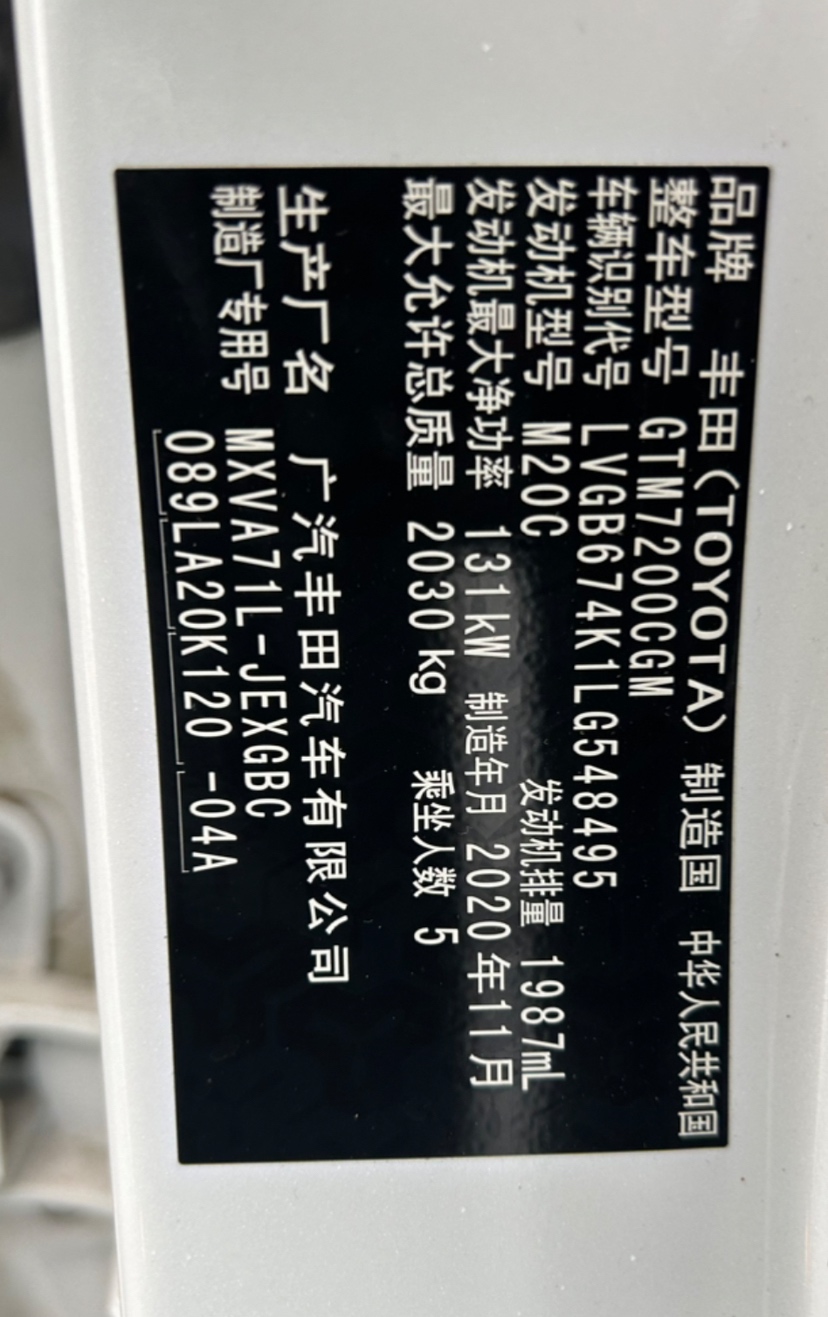 品牌 丰田(TOYOTA) 制造国 中华人民共和国
整车型号 GTM7200CGM
车辆识别代号 LVGB674K1LG548495
发动机型号 M20C 发动机排量 1987mL
发动机最大净功率 131kW 制造年月 2020年11月
最大允许总质量 2030kg 乘坐人数 5
生产厂名 广汽丰田汽车有限公司
制造厂专用号 MXVA71L-JEXGBC
089LA20K120 -04A